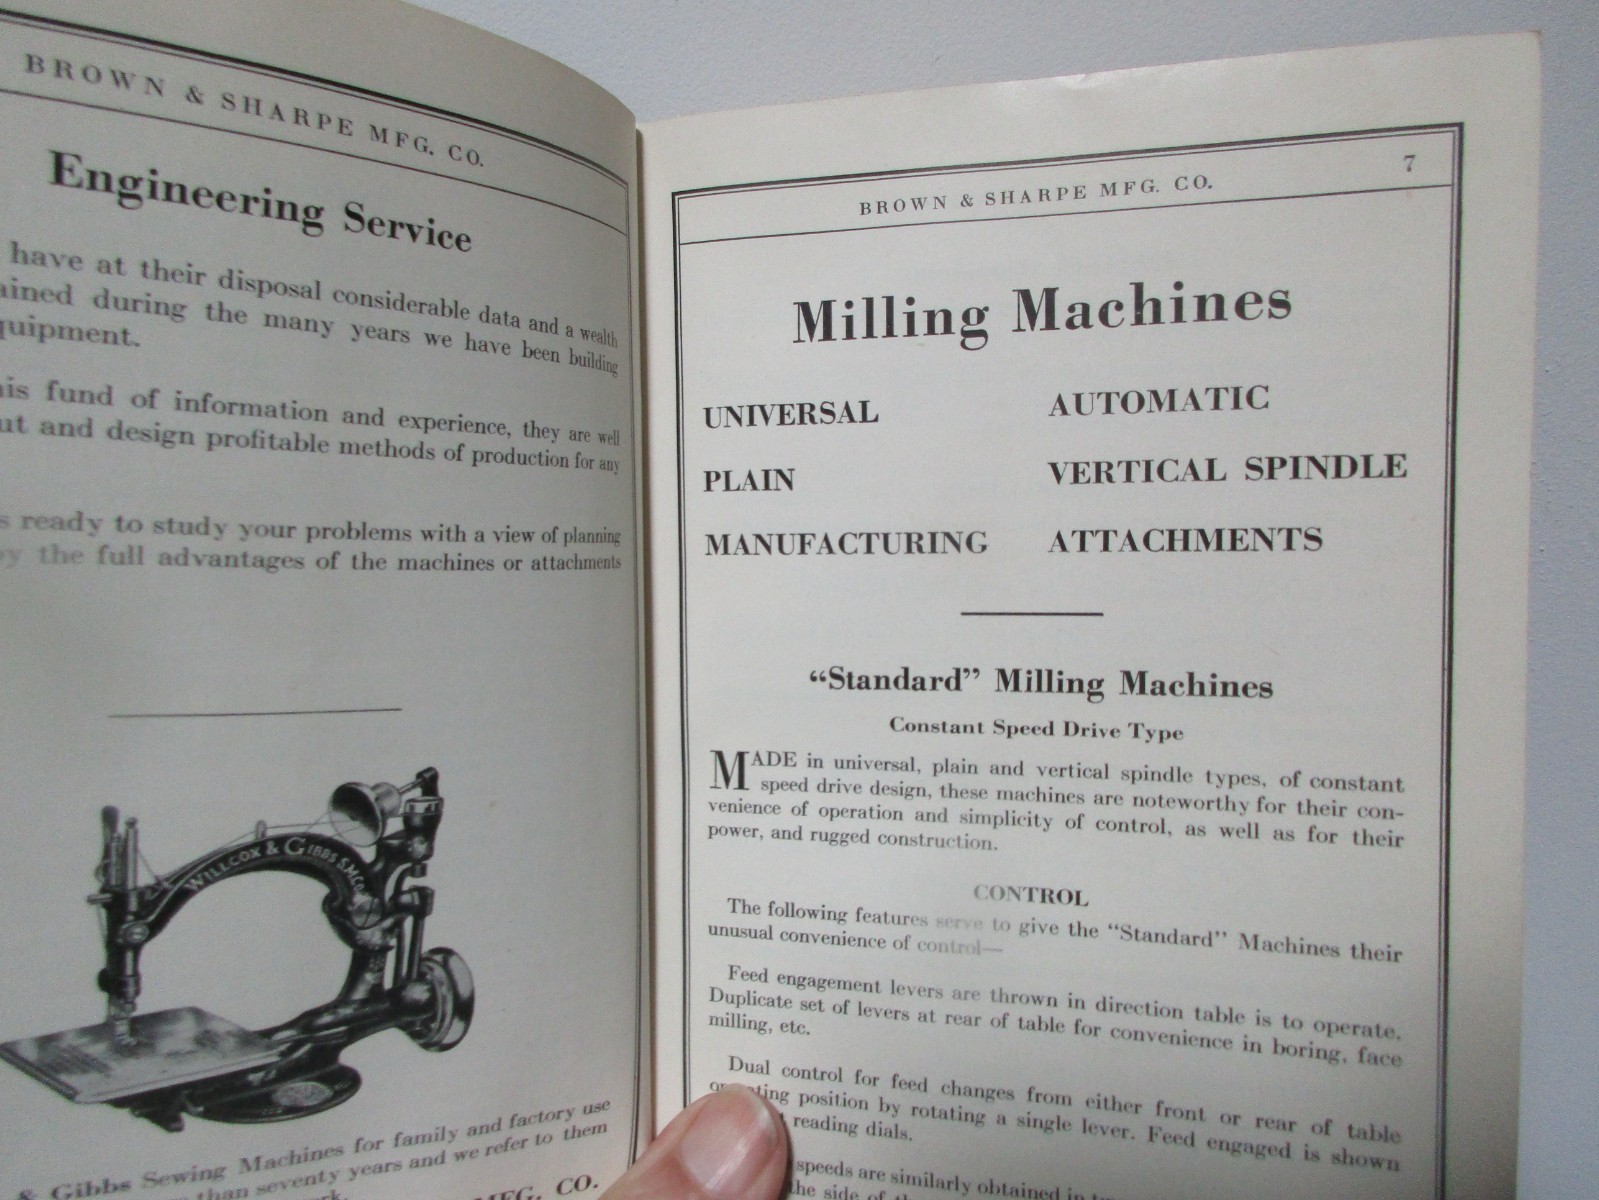 BROWN & SHARPE MFG. CO.
Engineering Service
have at their disposal considerable data and a wealth
ained during the many years we have been building
quipment.
his fund of information and experience, they are well
ut and design profitable methods of production for any
s ready to study your problems with a view of planning
by the full advantages of the machines or attachments
WILLCOX & GIBBS S.M.Co.
& Gibbs Sewing Machines for family and factory use
than seventy years and we refer to them
MFG. CO.
7
BROWN & SHARPE MFG. CO.
Milling Machines
UNIVERSAL AUTOMATIC
PLAIN VERTICAL SPINDLE
MANUFACTURING ATTACHMENTS
“Standard” Milling Machines
Constant Speed Drive Type
MADE in universal, plain and vertical spindle types, of constant
speed drive design, these machines are noteworthy for their con-
venience of operation and simplicity of control, as well as for their
power, and rugged construction.
CONTROL
The following features serve to give the “Standard” Machines their
unusual convenience of control—
Feed engagement levers are thrown in direction table is to operate.
Duplicate set of levers at rear of table for convenience in boring, face
milling, etc.
Dual control for feed changes from either front or rear of table
operating position by rotating a single lever. Feed engaged is shown
reading dials.
speeds are similarly obtained in
the side of